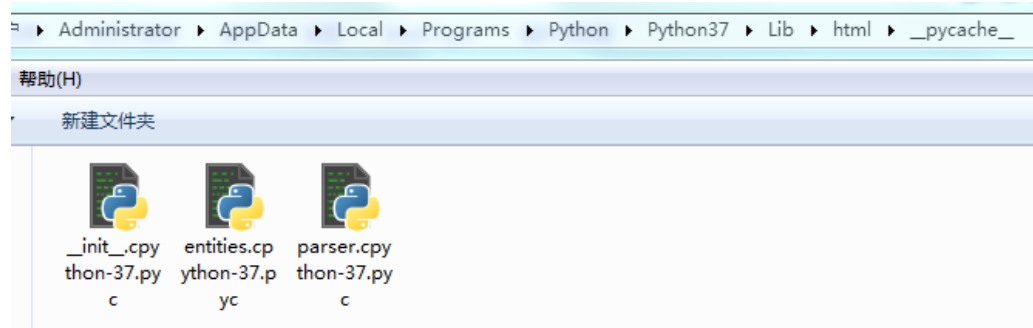 ▸ Administrator ▸ AppData ▸ Local ▸ Programs ▸ Python ▸ Python37 ▸ Lib ▸ html ▸ __pycache__
帮助(H)
新建文件夹
__init__.cpy
thon-37.py
c
entities.cp
ython-37.p
yc
parser.cpy
thon-37.py
c